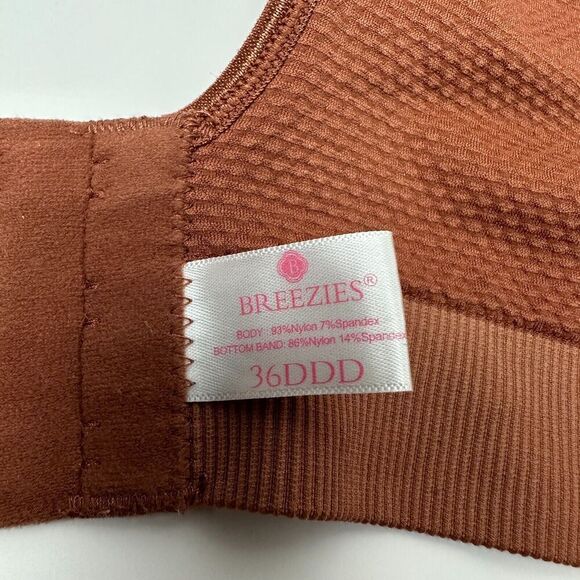 B
BREEZIES®
BODY : 93%Nylon 7%Spandex
BOTTOM BAND: 86%Nylon 14%Spandex
36DDD